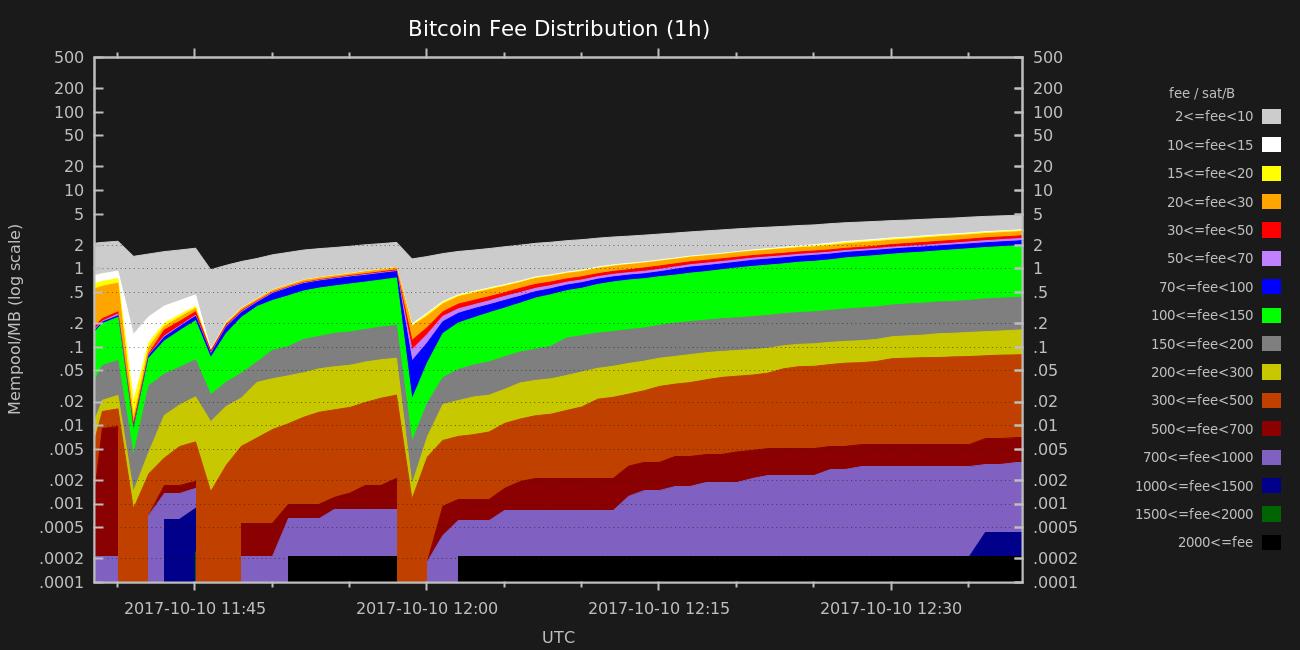 Bitcoin Fee Distribution (1h)
500
200
100
50
20
10
5
2
1
.5
.2
.1
.05
.02
.01
.005
.002
.001
.0005
.0002
.0001
Mempool/MB (log scale)
500
200
100
50
20
10
5
2
1
.5
.2
.1
.05
.02
.01
.005
.002
.001
.0005
.0002
.0001
2017-10-10 11:45
2017-10-10 12:00
2017-10-10 12:15
2017-10-10 12:30
UTC
fee / sat/B
2<=fee<10
10<=fee<15
15<=fee<20
20<=fee<30
30<=fee<50
50<=fee<70
70<=fee<100
100<=fee<150
150<=fee<200
200<=fee<300
300<=fee<500
500<=fee<700
700<=fee<1000
1000<=fee<1500
1500<=fee<2000
2000<=fee